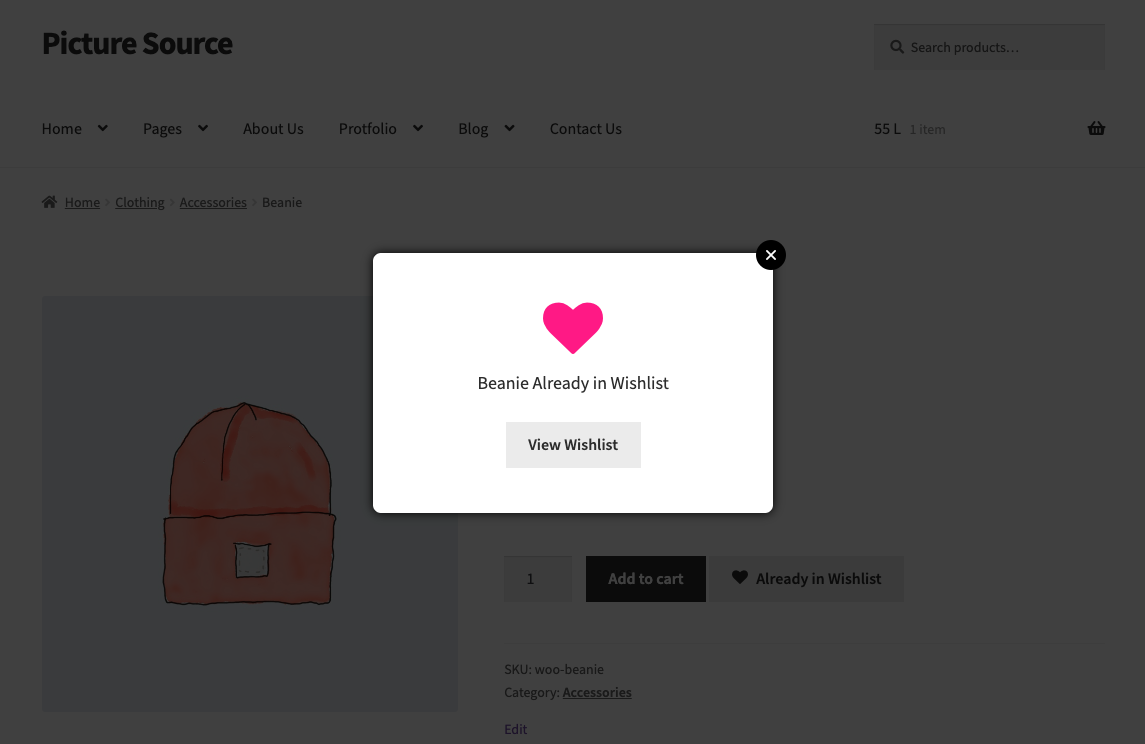 Picture Source
Search products…
Home Pages About Us Protfolio Blog Contact Us 55 L 1 item
Home Clothing Accessories Beanie
Beanie Already in Wishlist
View Wishlist
1 Add to cart Already in Wishlist
SKU: woo-beanie
Category: Accessories
Edit